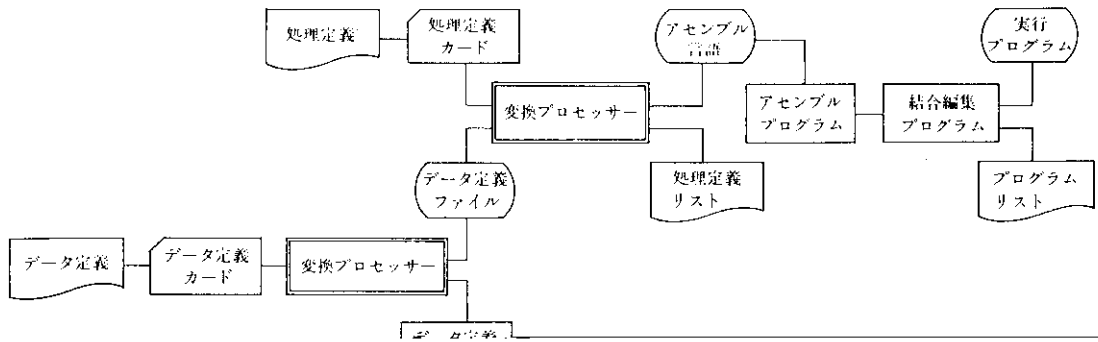 処理定義
処理定義
カード
アセンブル
言語
実行
プログラム
変換プロセッサー
アセンブル
プログラム
結合編集
プログラム
データ定義
ファイル
処理定義
リスト
プログラム
リスト
データ定義
データ定義
カード
変換プロセッサー
データ定義